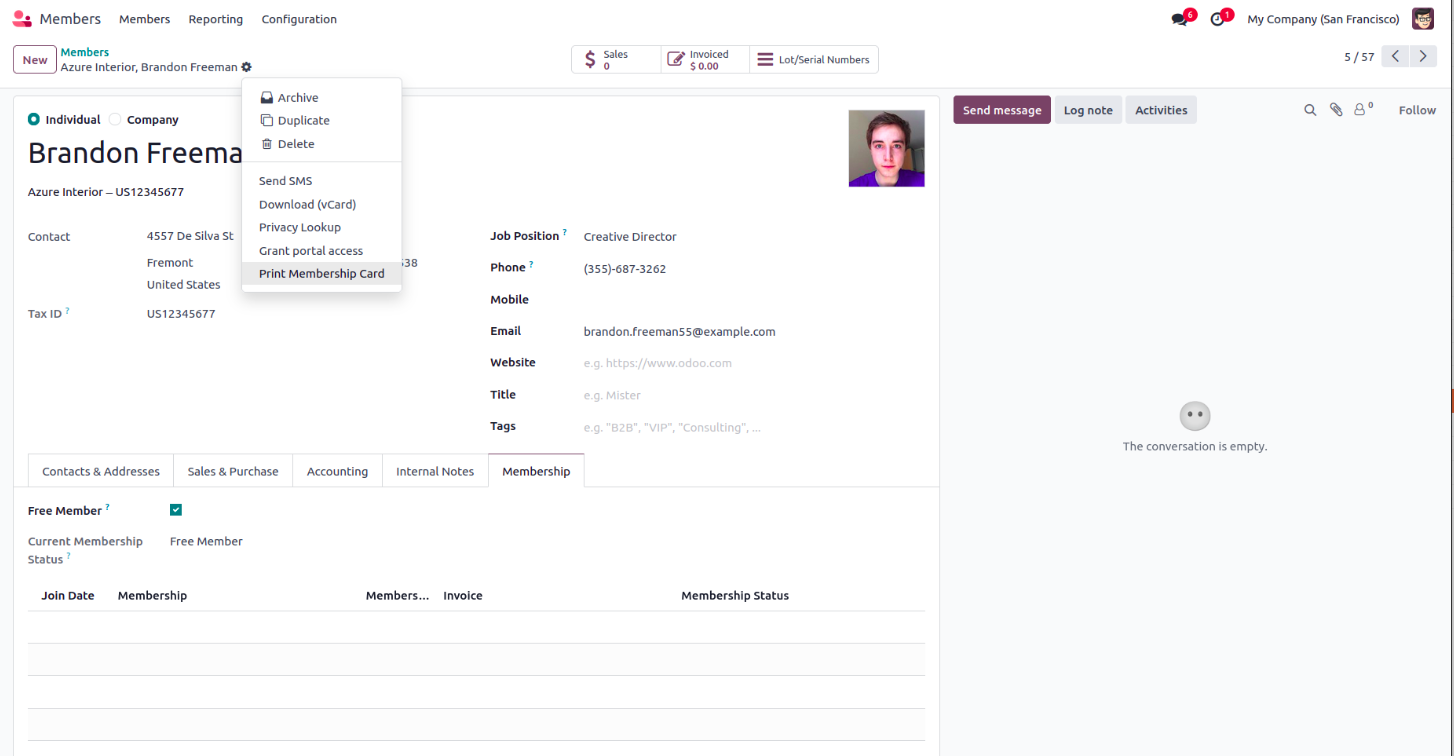 Members Members Reporting Configuration 6 1 My Company (San Francisco)
New Members
Azure Interior, Brandon Freeman
Sales
0
Invoiced
$ 0.00
Lot/Serial Numbers
5 / 57
Archive
Duplicate
Delete
Send SMS
Download (vCard)
Privacy Lookup
Grant portal access
Print Membership Card
Individual Company
Brandon Freema
Azure Interior – US12345677
Contact 4557 De Silva St
Fremont 538
United States
Tax ID ? US12345677
Job Position ? Creative Director
Phone ? (355)-687-3262
Mobile
Email brandon.freeman55@example.com
Website e.g. https://www.odoo.com
Title e.g. Mister
Tags e.g. "B2B", "VIP", "Consulting", ...
Send message Log note Activities 0 Follow
The conversation is empty.
Contacts & Addresses Sales & Purchase Accounting Internal Notes Membership
Free Member ?
Current Membership Status ? Free Member
Join Date Membership Members... Invoice Membership Status